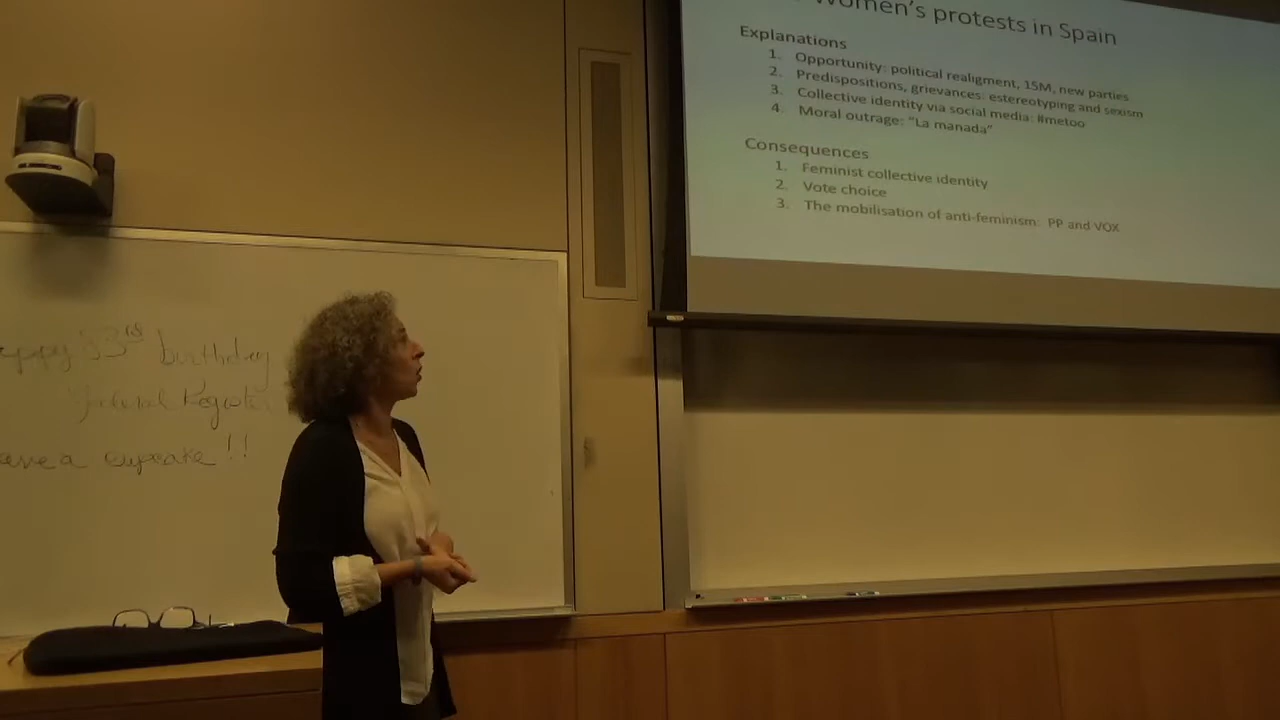 Women's protests in Spain
Explanations
1. Opportunity: political realigment, 15M, new parties
2. Predispositions, grievances: estereotyping and sexism
3. Collective identity via social media: #metoo
4. Moral outrage: "La manada"
Consequences
1. Feminist collective identity
2. Vote choice
3. The mobilisation of anti-feminism: PP and VOX
birthday
a cupcake!!